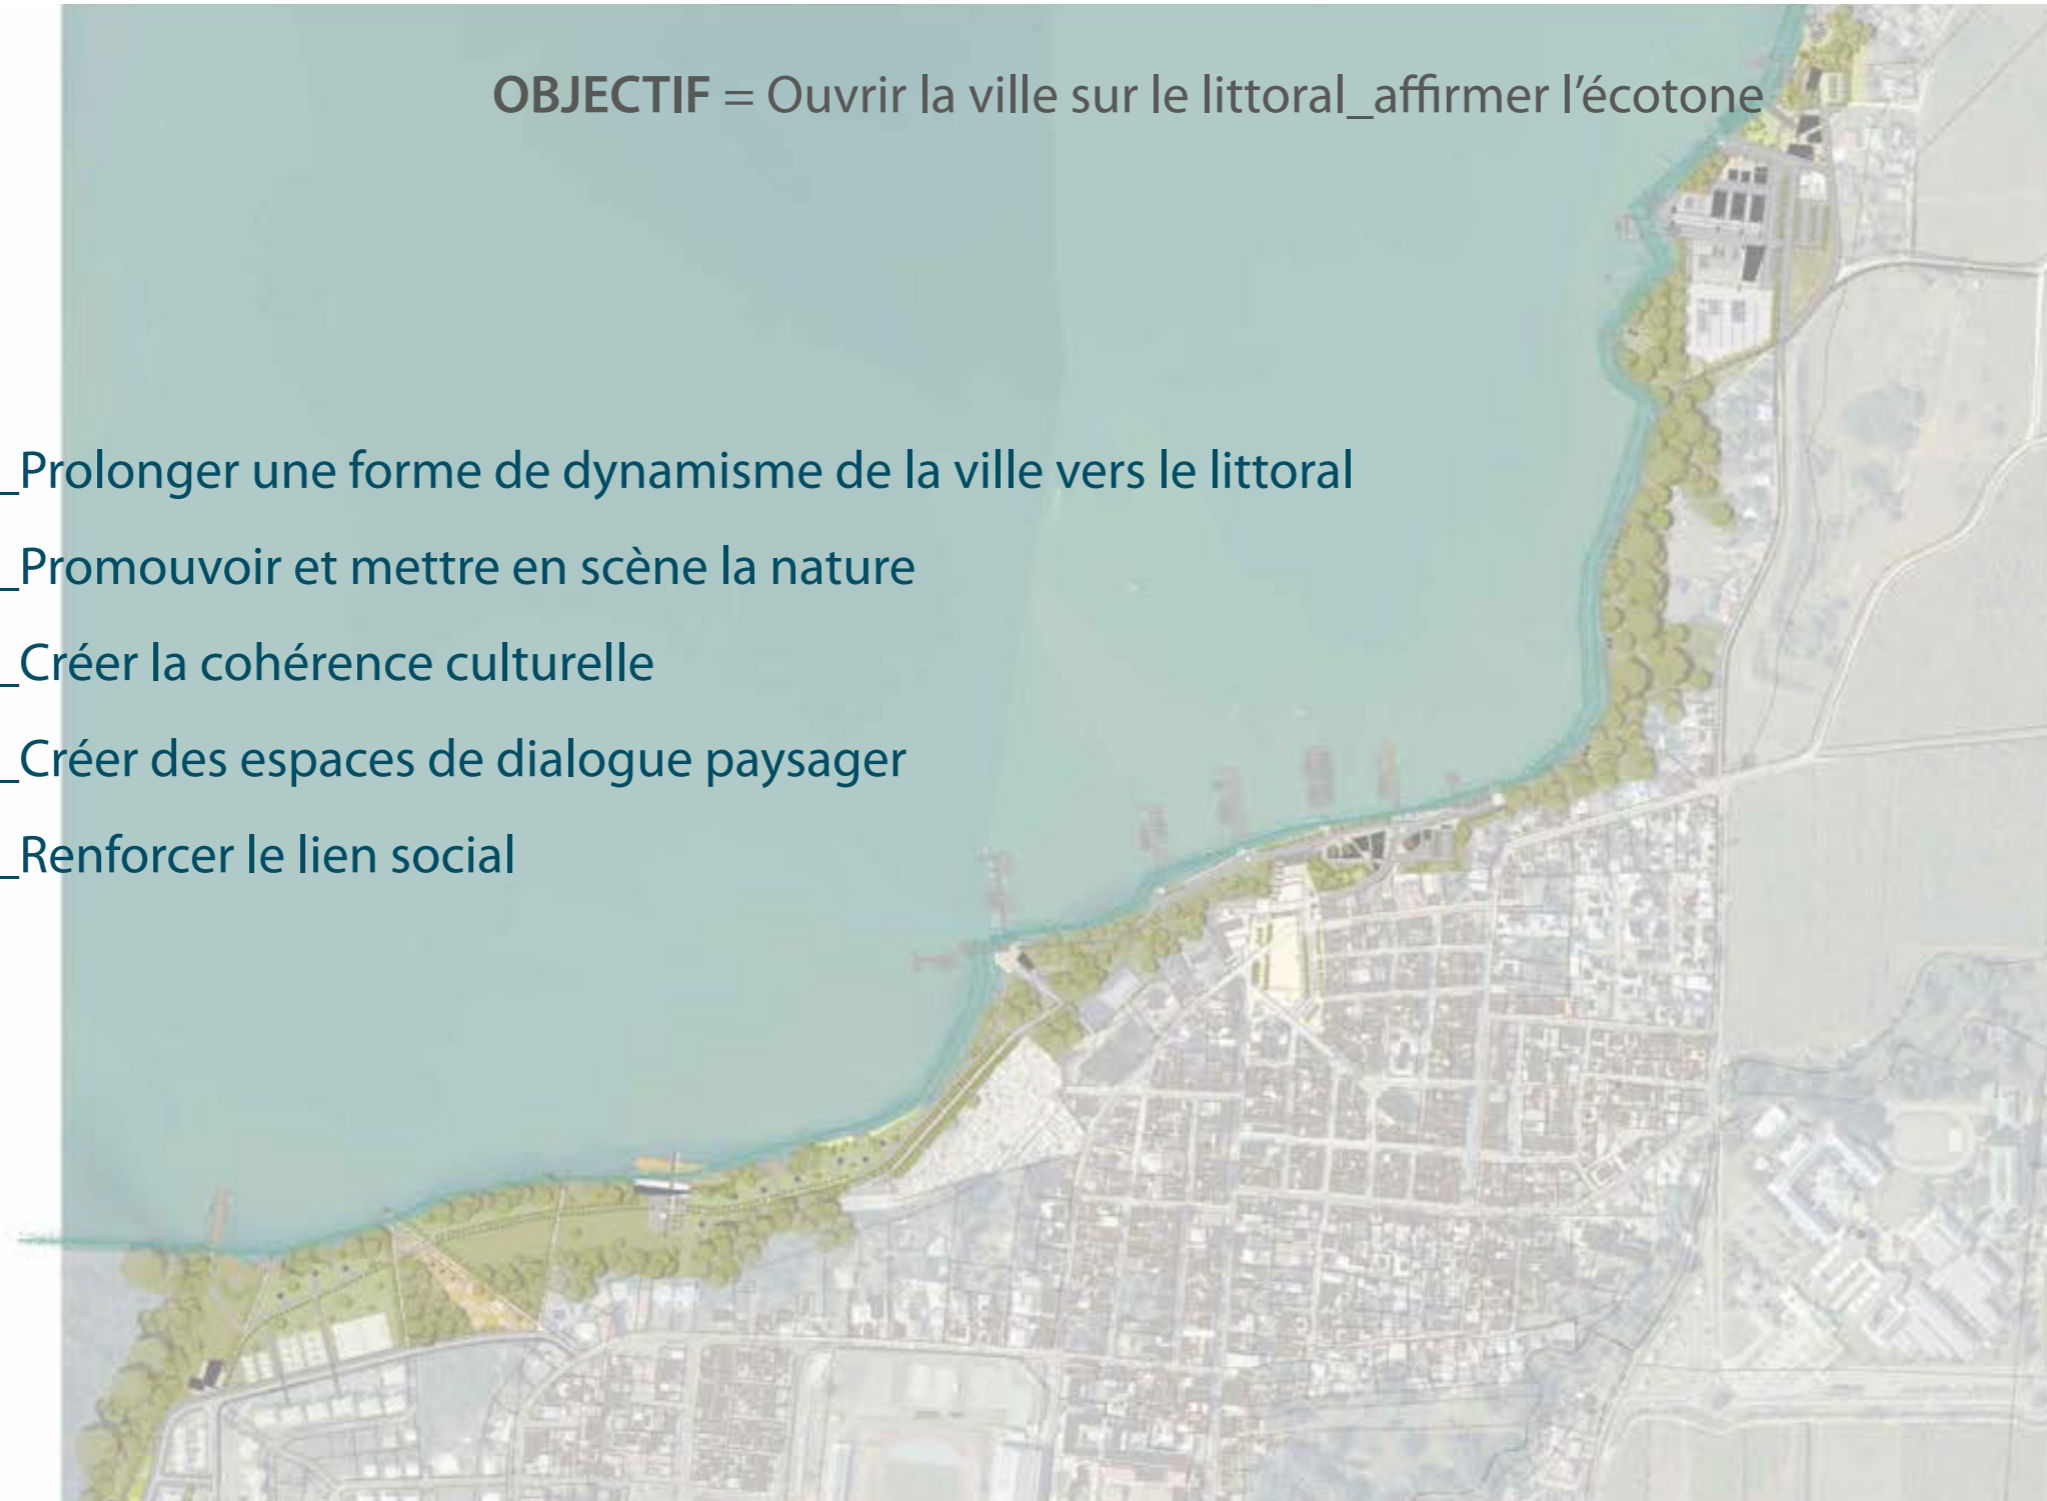 OBJECTIF = Ouvrir la ville sur le littoral_affirmer l'écotone
_Prolonger une forme de dynamisme de la ville vers le littoral
_Promouvoir et mettre en scène la nature
_Créer la cohérence culturelle
_Créer des espaces de dialogue paysager
_Renforcer le lien social